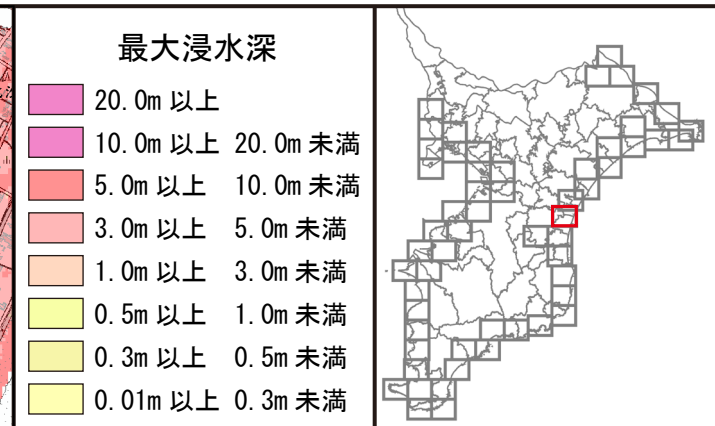 最大浸水深
20.0m 以上
10.0m 以上 20.0m 未満
5.0m 以上 10.0m 未満
3.0m 以上 5.0m 未満
1.0m 以上 3.0m 未満
0.5m 以上 1.0m 未満
0.3m 以上 0.5m 未満
0.01m 以上 0.3m 未満